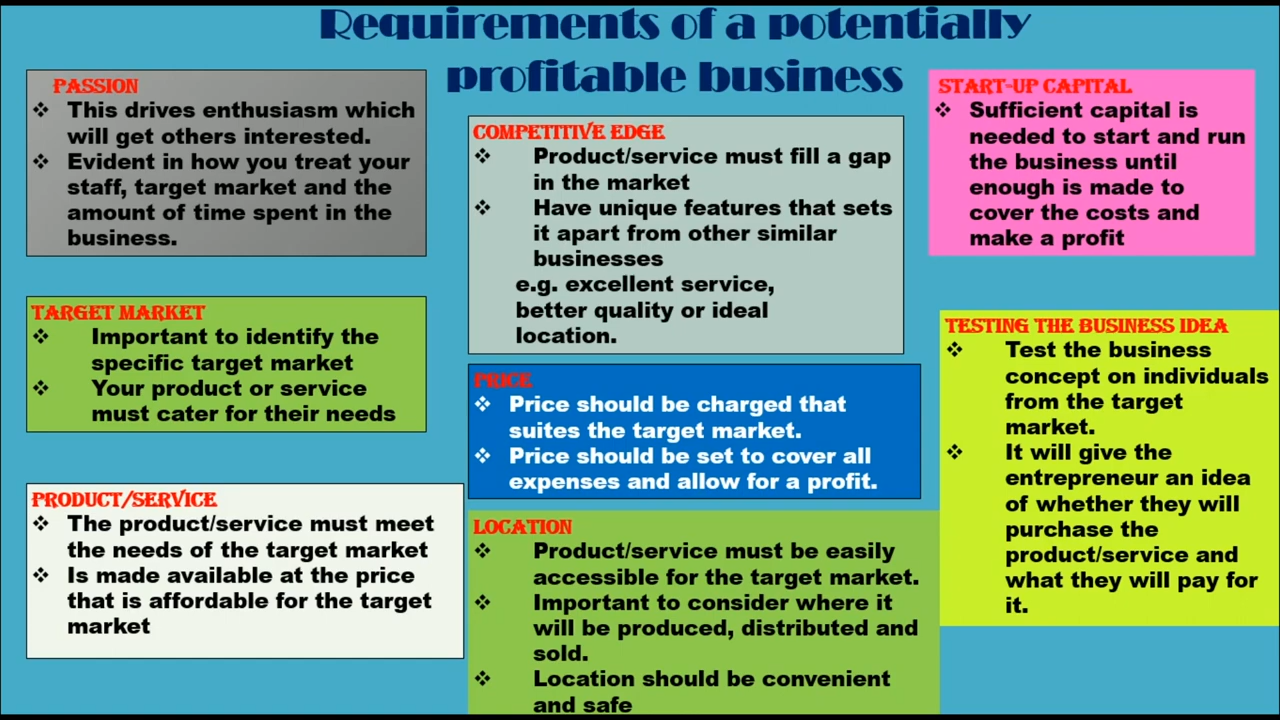 Requirements of a potentially
profitable business
PASSION
❖ This drives enthusiasm which
will get others interested.
❖ Evident in how you treat your
staff, target market and the
amount of time spent in the
business.
TARGET MARKET
❖ Important to identify the
specific target market
❖ Your product or service
must cater for their needs
PRODUCT/SERVICE
❖ The product/service must meet
the needs of the target market
❖ Is made available at the price
that is affordable for the target
market
COMPETITIVE EDGE
❖ Product/service must fill a gap
in the market
❖ Have unique features that sets
it apart from other similar
businesses
e.g. excellent service,
better quality or ideal
location.
PRICE
❖ Price should be charged that
suites the target market.
❖ Price should be set to cover all
expenses and allow for a profit.
LOCATION
❖ Product/service must be easily
accessible for the target market.
❖ Important to consider where it
will be produced, distributed and
sold.
❖ Location should be convenient
and safe
START-UP CAPITAL
❖ Sufficient capital is
needed to start and run
the business until
enough is made to
cover the costs and
make a profit
TESTING THE BUSINESS IDEA
❖ Test the business
concept on individuals
from the target
market.
❖ It will give the
entrepreneur an idea
of whether they will
purchase the
product/service and
what they will pay for
it.